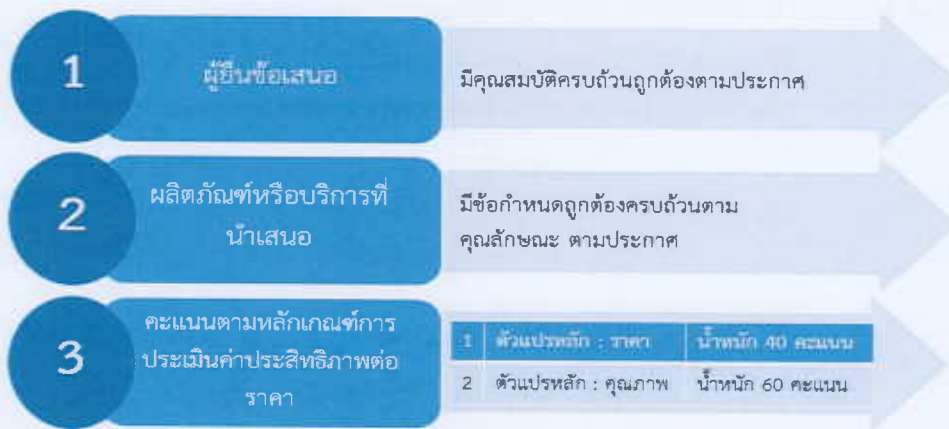 1
ผู้ยื่นข้อเสนอ
มีคุณสมบัติครบถ้วนถูกต้องตามประกาศ
2
ผลิตภัณฑ์หรือบริการที่
นำเสนอ
มีข้อกำหนดถูกต้องครบถ้วนตาม
คุณลักษณะ ตามประกาศ
3
คะแนนตามหลักเกณฑ์การ
ประเมินค่าประสิทธิภาพต่อ
ราคา
1 ตัวแปรหลัก : ราคา น้ำหนัก 40 คะแนน
2 ตัวแปรหลัก : คุณภาพ น้ำหนัก 60 คะแนน